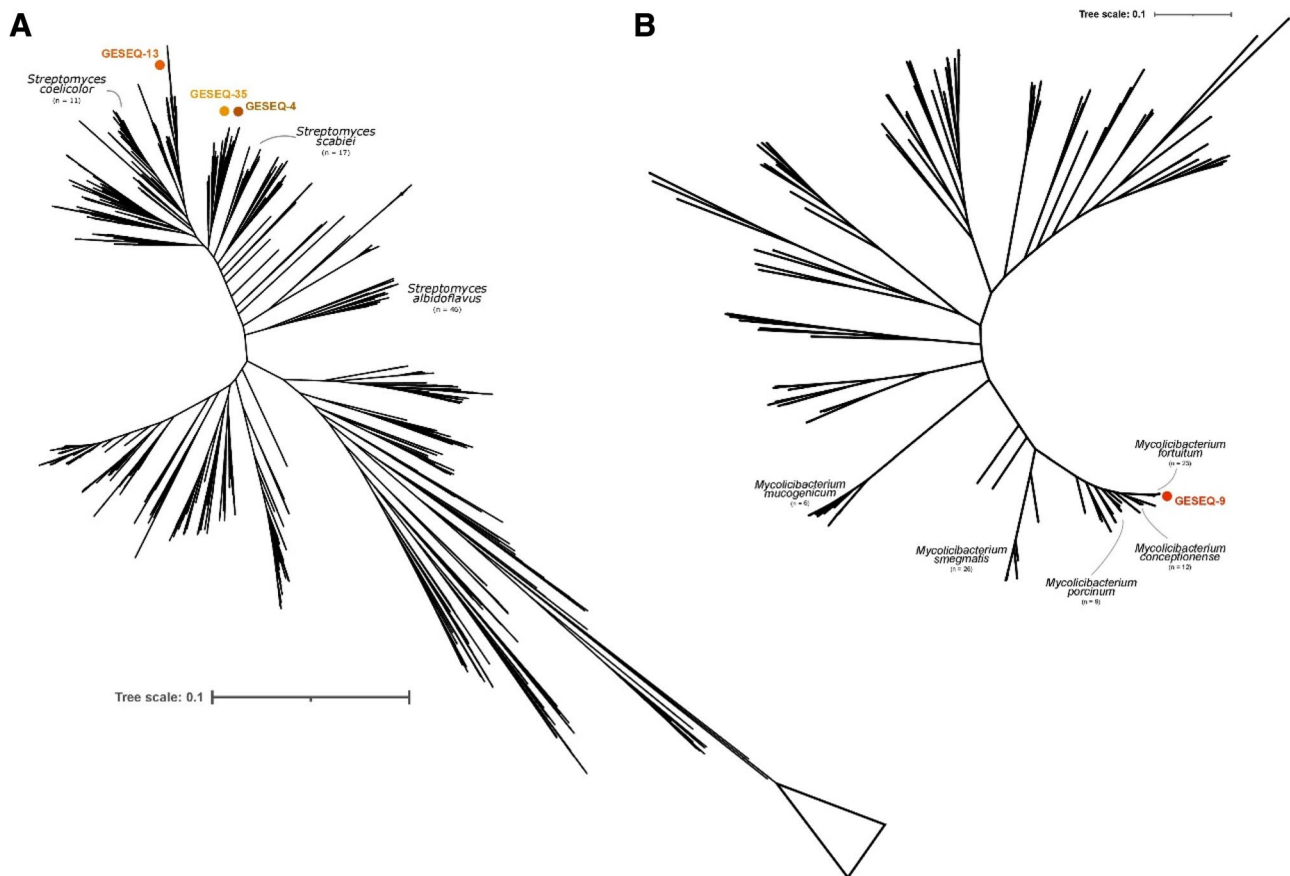 A
GESEQ-13
Streptomyces
coelicolor
(n = 11)
GESEQ-35
GESEQ-4
Streptomyces
scabiei
(n = 17)
Streptomyces
albidoflavus
(n = 46)
Tree scale: 0.1
B
Tree scale: 0.1
Mycolicibacterium
fortuitum
(n = 23)
GESEQ-9
Mycolicibacterium
mucogenicum
(n = 6)
Mycolicibacterium
smegmatis
(n = 26)
Mycolicibacterium
conceptionense
(n = 12)
Mycolicibacterium
porcinum
(n = 9)